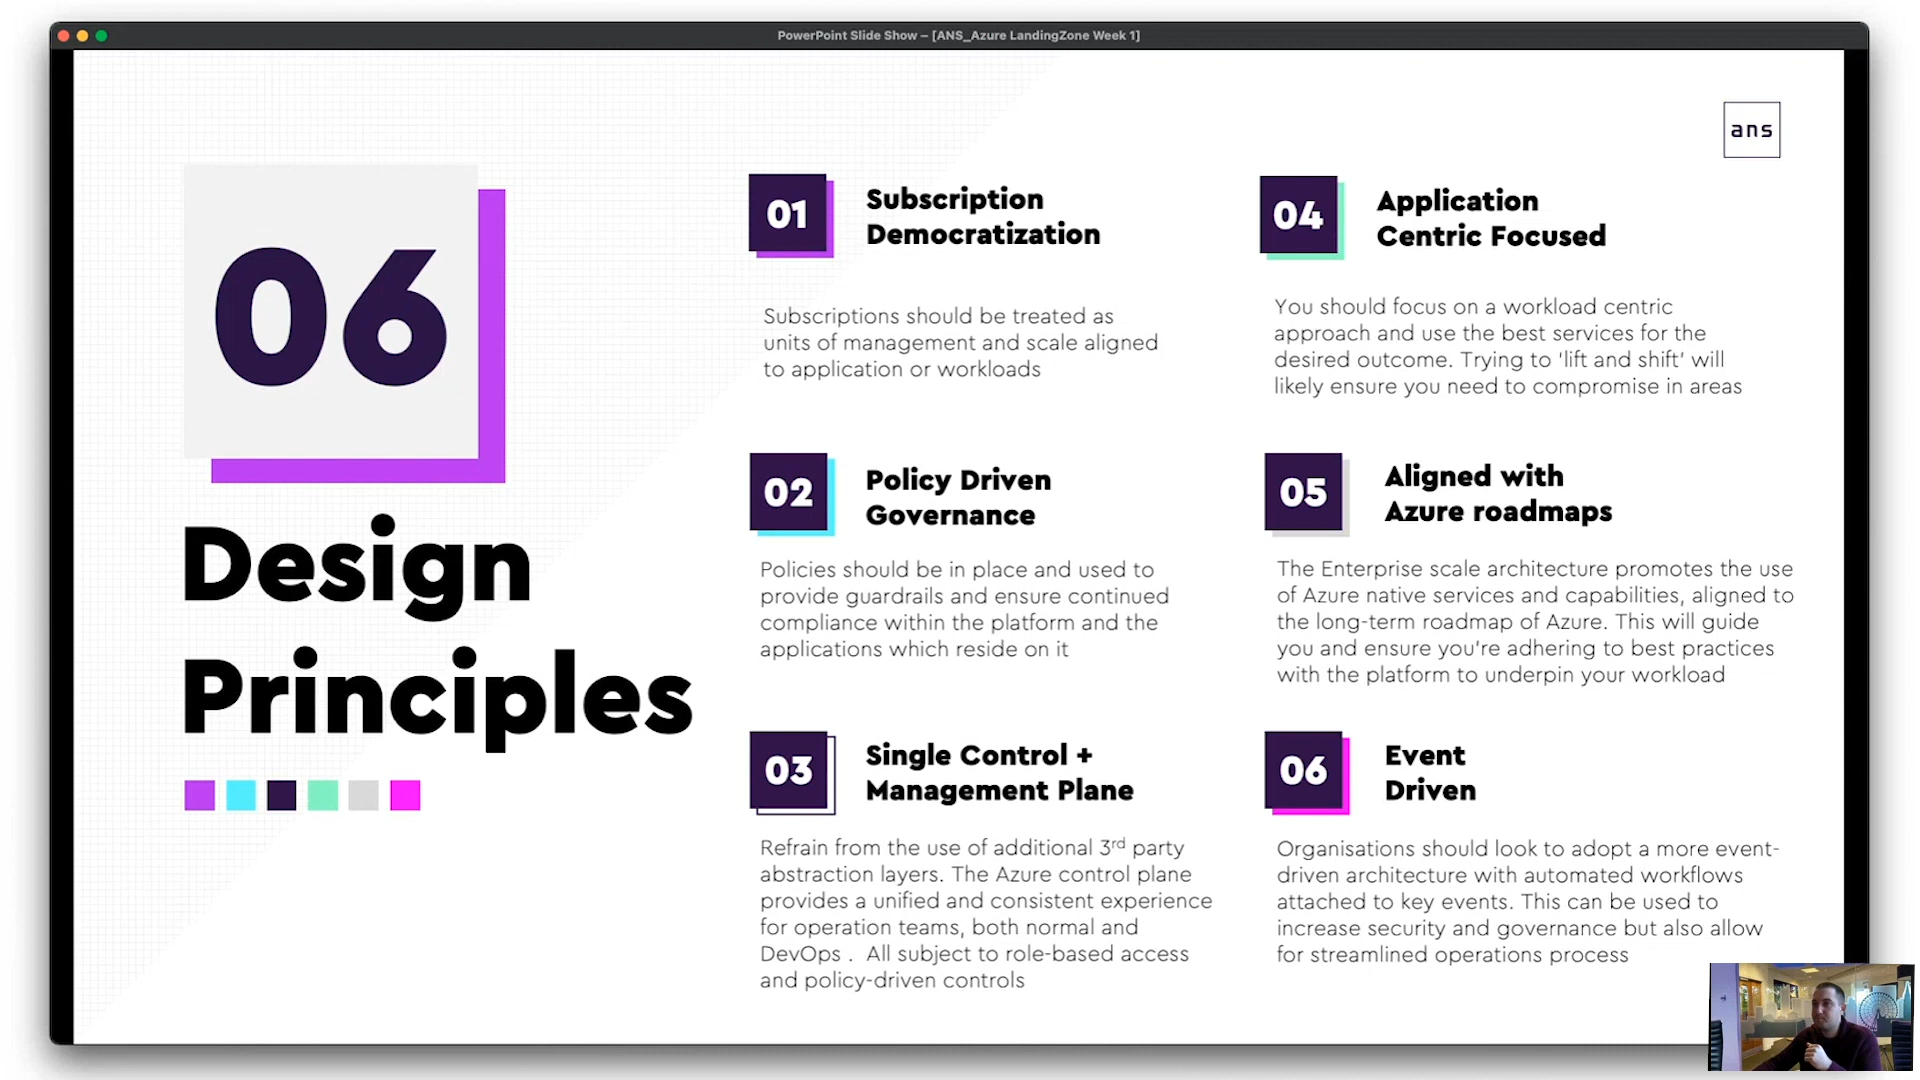 PowerPoint Slide Show – [ANS_Azure LandingZone Week 1]
ans
06
Design
Principles
01
Subscription
Democratization
Subscriptions should be treated as
units of management and scale aligned
to application or workloads
02
Policy Driven
Governance
Policies should be in place and used to
provide guardrails and ensure continued
compliance within the platform and the
applications which reside on it
03
Single Control +
Management Plane
Refrain from the use of additional 3rd party
abstraction layers. The Azure control plane
provides a unified and consistent experience
for operation teams, both normal and
DevOps .  All subject to role-based access
and policy-driven controls
04
Application
Centric Focused
You should focus on a workload centric
approach and use the best services for the
desired outcome. Trying to ‘lift and shift’ will
likely ensure you need to compromise in areas
05
Aligned with
Azure roadmaps
The Enterprise scale architecture promotes the use
of Azure native services and capabilities, aligned to
the long-term roadmap of Azure. This will guide
you and ensure you’re adhering to best practices
with the platform to underpin your workload
06
Event
Driven
Organisations should look to adopt a more event-
driven architecture with automated workflows
attached to key events. This can be used to
increase security and governance but also allow
for streamlined operations process